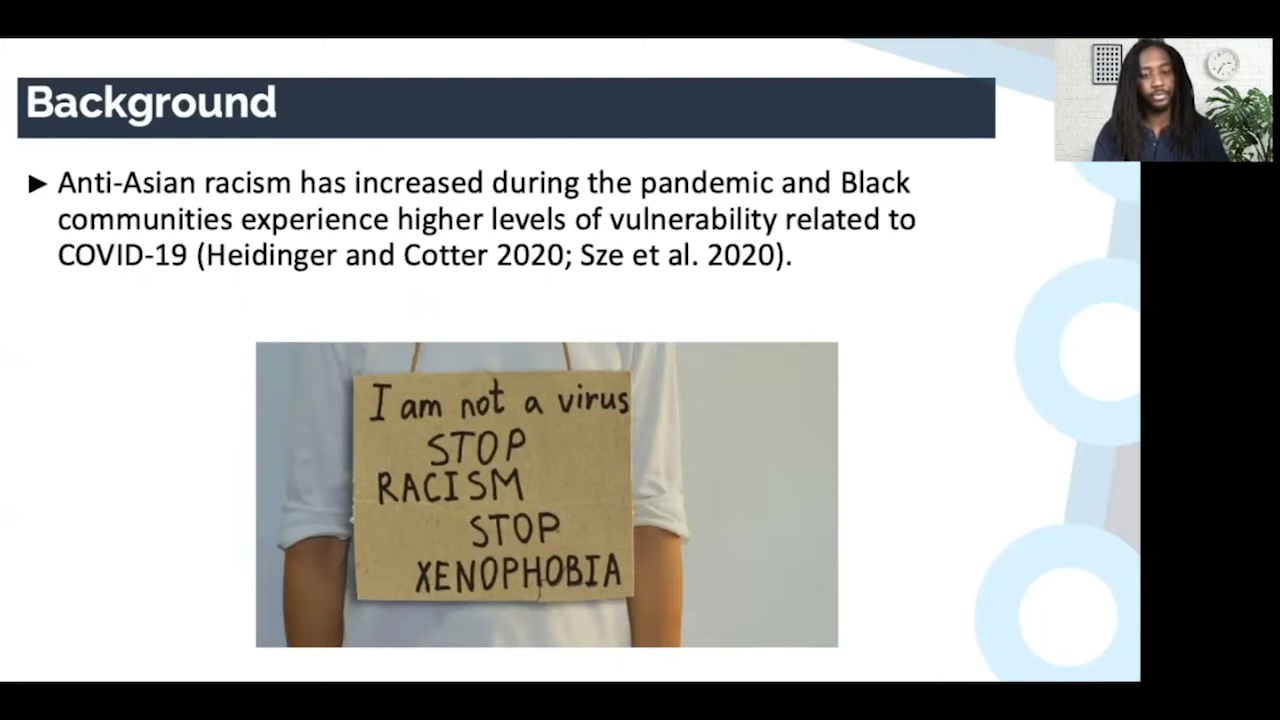 Background
► Anti-Asian racism has increased during the pandemic and Black
communities experience higher levels of vulnerability related to
COVID-19 (Heidinger and Cotter 2020; Sze et al. 2020).
I am not a virus
STOP
RACISM
STOP
XENOPHOBIA